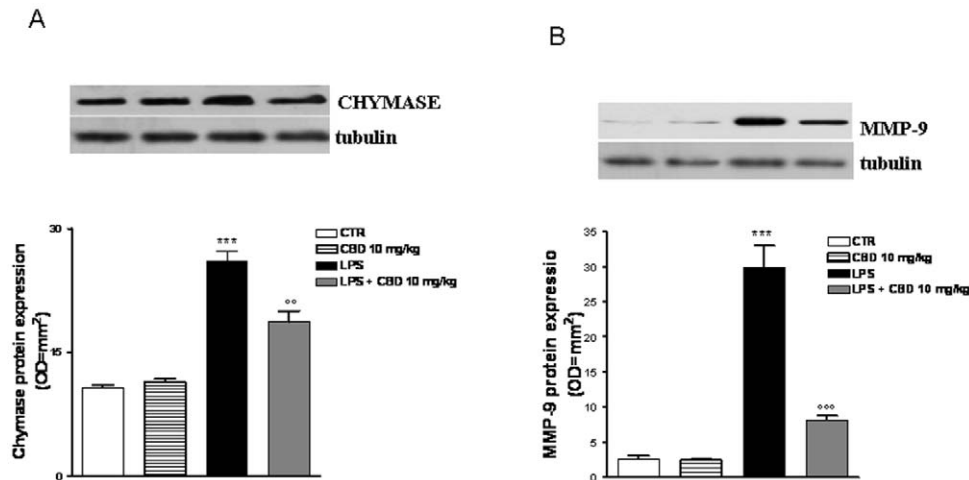 A
CHYMASE
tubulin
30
15
0
Chymase protein expression
(OD=mm²)
***
°°
CTR
CBD 10 mg/kg
LPS
LPS + CBD 10 mg/kg
B
MMP-9
tubulin
35
30
25
20
15
10
5
0
MMP-9 protein expressio
(OD=mm²)
***
°°°
CTR
CBD 10 mg/kg
LPS
LPS + CBD 10 mg/kg